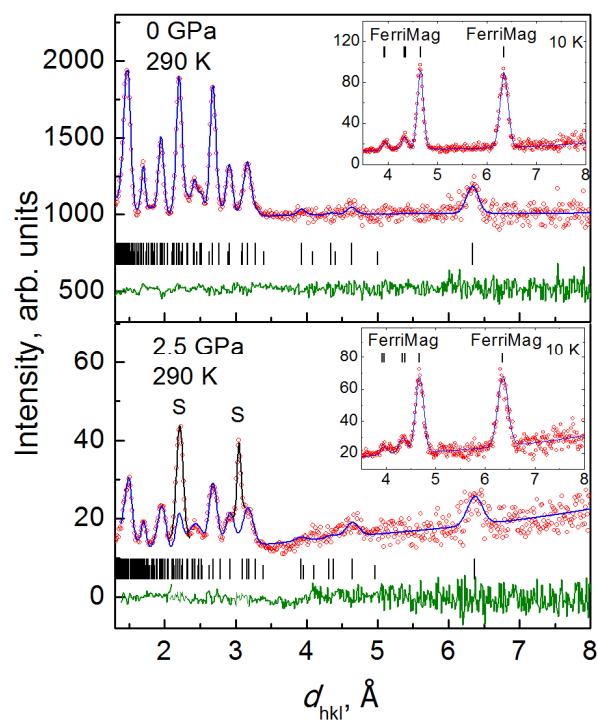 Intensity, arb. units
2000
1500
1000
500
0 GPa
290 K
FerriMag FerriMag 10 K
120
80
40
0
4 5 6 7 8
60
40
20
0
2.5 GPa
290 K
S S
FerriMag FerriMag 10 K
80
60
40
20
4 5 6 7 8
2 3 4 5 6 7 8
dhkl, Å